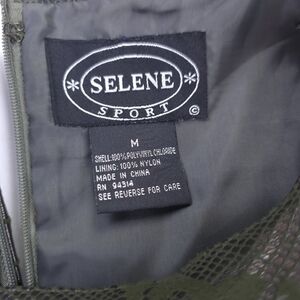 * SELENE *
SPORT
©
M
SHELL: 100% POLYVINYL CHLORIDE
LINING: 100% NYLON
MADE IN CHINA
RN 94314
SEE REVERSE FOR CARE